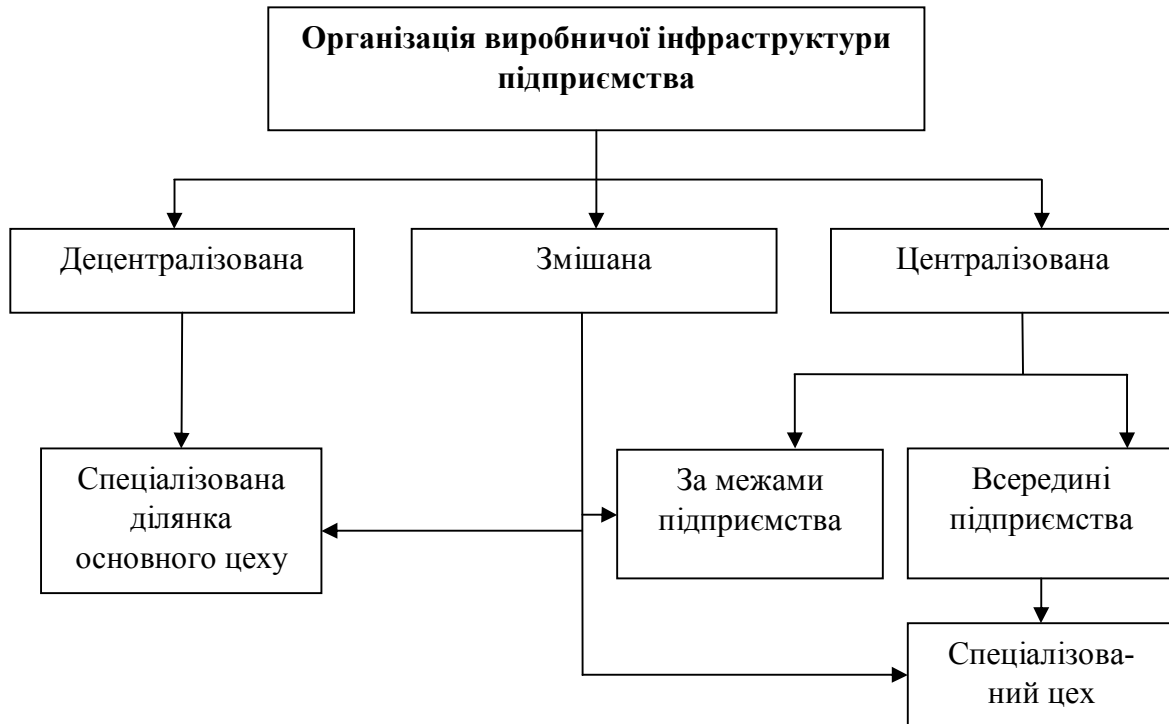 Організація виробничої інфраструктури
підприємства
Децентралізована
Змішана
Централізована
Спеціалізована
ділянка
основного цеху
За межами
підприємства
Всередині
підприємства
Спеціалізова-
ний цех